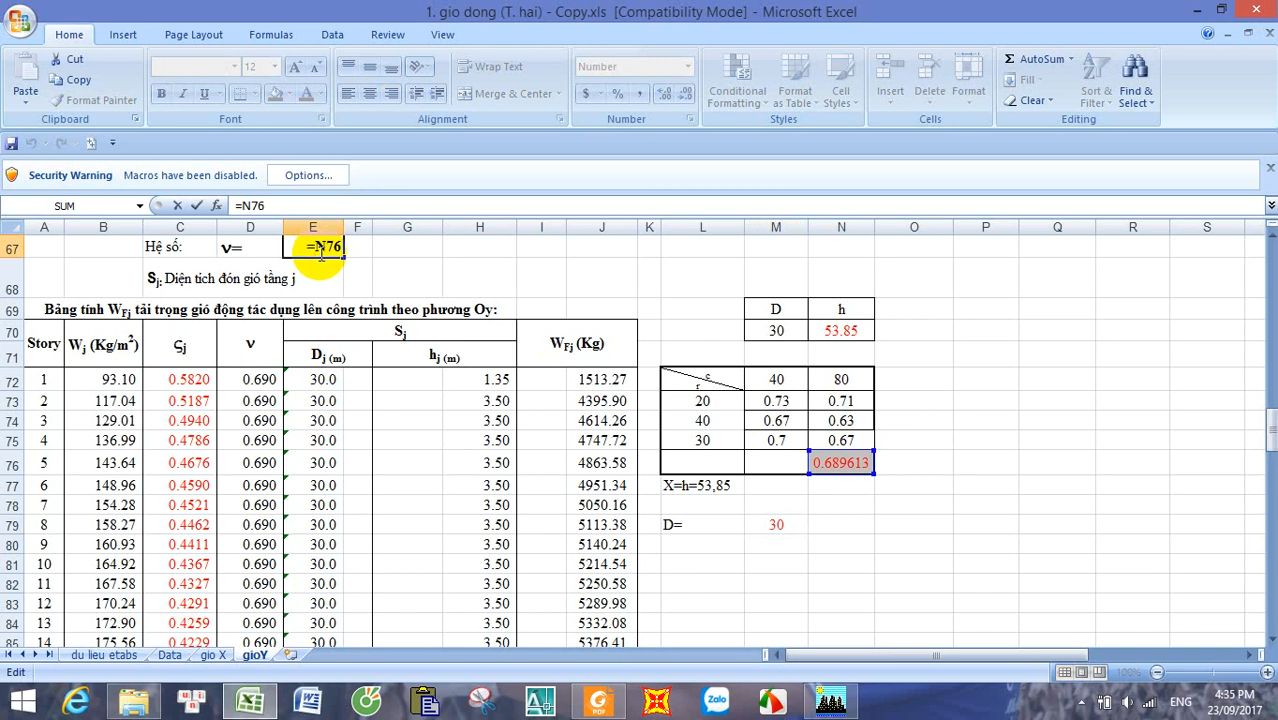 1. gio dong (T. hai) - Copy.xls [Compatibility Mode] - Microsoft Excel
Home Insert Page Layout Formulas Data Review View
Paste
Cut
Copy
Format Painter
12
B I U A
Wrap Text
Merge & Center
Number
$ % ,
Conditional Formatting
Format as Table
Cell Styles
Insert Delete Format
AutoSum
Fill
Clear
Sort & Filter
Find & Select
Clipboard Font Alignment Number Styles Cells Editing
Security Warning Macros have been disabled. Options...
SUM fx =N76
A B C D E F G H I J K L M N O P Q R S
67 Hệ số: ν= =N76
68 Sj: Diện tích đón gió tầng j
69 Bảng tính WFj tải trọng gió động tác dụng lên công trình theo phương Oy: D h
70 Sj 30 53.85
Story Wj (Kg/m²) ςj ν WFj (Kg)
71 Dj (m) hj (m)
72 1 93.10 0.5820 0.690 30.0 1.35 1513.27 r c 40 80
73 2 117.04 0.5187 0.690 30.0 3.50 4395.90 20 0.73 0.71
74 3 129.01 0.4940 0.690 30.0 3.50 4614.26 40 0.67 0.63
75 4 136.99 0.4786 0.690 30.0 3.50 4747.72 30 0.7 0.67
76 5 143.64 0.4676 0.690 30.0 3.50 4863.58 0.689613
77 6 148.96 0.4590 0.690 30.0 3.50 4951.34 X=h=53,85
78 7 154.28 0.4521 0.690 30.0 3.50 5050.16
79 8 158.27 0.4462 0.690 30.0 3.50 5113.38 D= 30
80 9 160.93 0.4411 0.690 30.0 3.50 5140.24
81 10 164.92 0.4367 0.690 30.0 3.50 5214.54
82 11 167.58 0.4327 0.690 30.0 3.50 5250.58
83 12 170.24 0.4291 0.690 30.0 3.50 5289.98
84 13 172.90 0.4259 0.690 30.0 3.50 5332.08
85 14 175.56 0.4229 0.690 30.0 3.50 5376.41
du lieu etabs Data gio X gioY
Edit 100%
Zalo
ENG
4:35 PM
23/09/2017